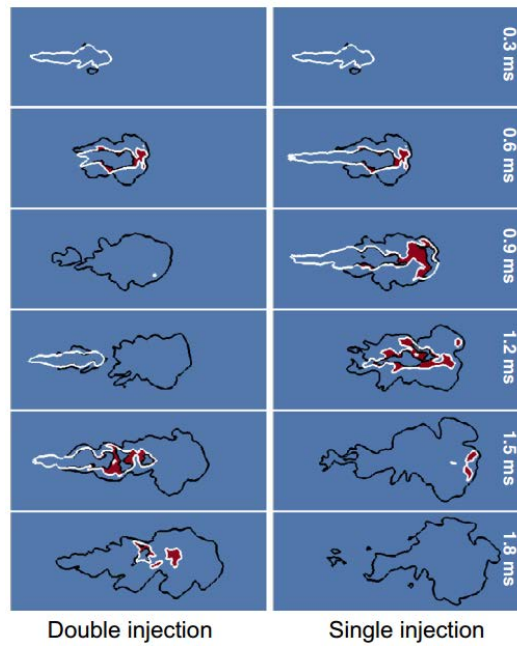 0.3 ms
0.6 ms
0.9 ms
1.2 ms
1.5 ms
1.8 ms
Double injection
Single injection